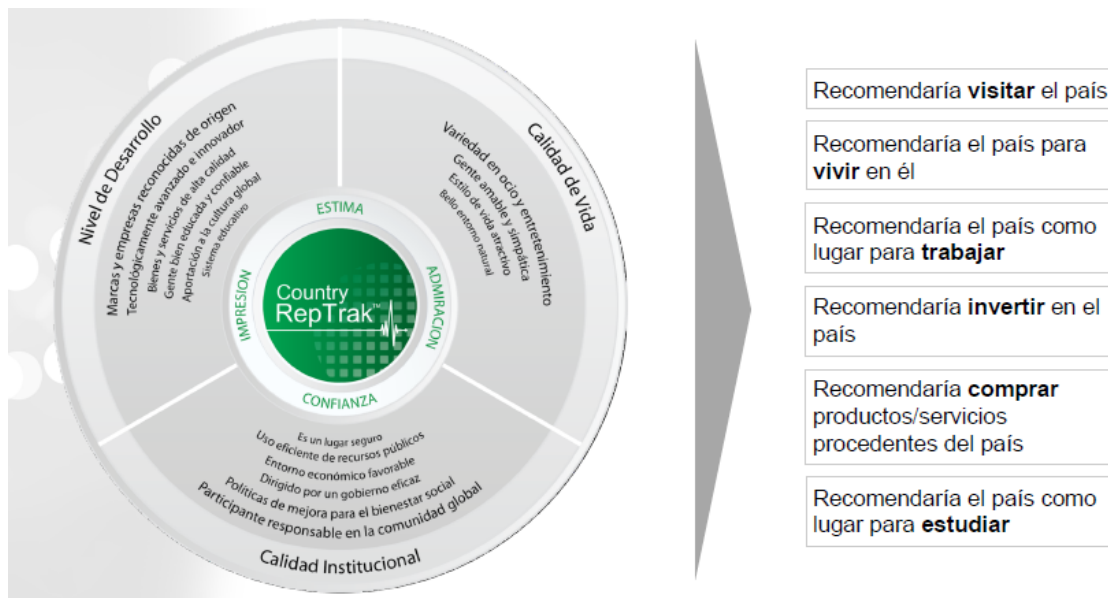 Nivel de Desarrollo
Marcas y empresas reconocidas de origen
Tecnológicamente avanzado e innovador
Bienes y servicios de alta calidad
Gente bien educada y confiable
Aportación a la cultura global
Sistema educativo
Calidad de Vida
Variedad en ocio y entretenimiento
Gente amable y simpática
Estilo de vida atractivo
Bello entorno natural
ESTIMA
IMPRESION
ADMIRACION
CONFIANZA
Country
RepTrak™
Es un lugar seguro
Uso eficiente de recursos públicos
Entorno económico favorable
Dirigido por un gobierno eficaz
Políticas de mejora para el bienestar social
Participante responsable en la comunidad global
Calidad Institucional
Recomendaría visitar el país
Recomendaría el país para
vivir en él
Recomendaría el país como
lugar para trabajar
Recomendaría invertir en el
país
Recomendaría comprar
productos/servicios
procedentes del país
Recomendaría el país como
lugar para estudiar